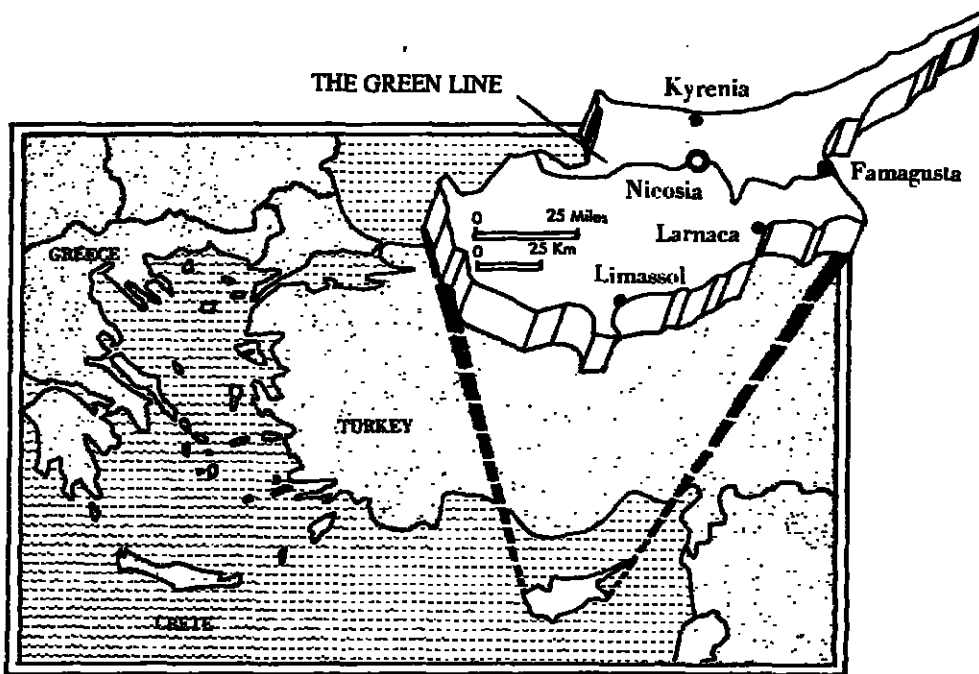 THE GREEN LINE
Kyrenia
Famagusta
Nicosia
0 25 Miles
0 25 Km
Larnaca
Limassol
GREECE
TURKEY
CRETE